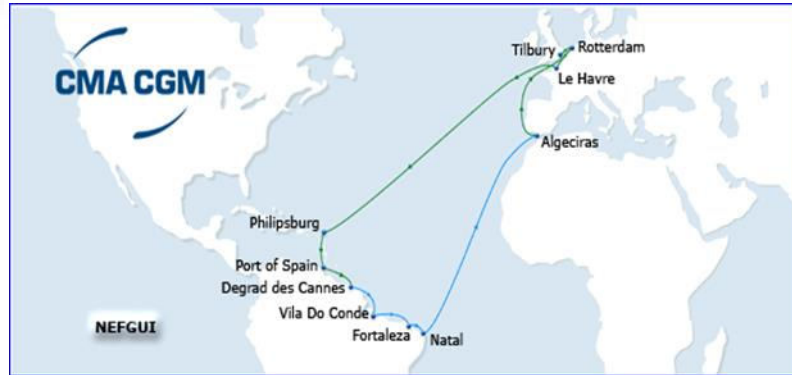 Tilbury
Rotterdam
CMA CGM
Le Havre
Algeciras
Philipsburg
Port of Spain
Degrad des Cannes
Vila Do Conde
Fortaleza
Natal
NEFGUI